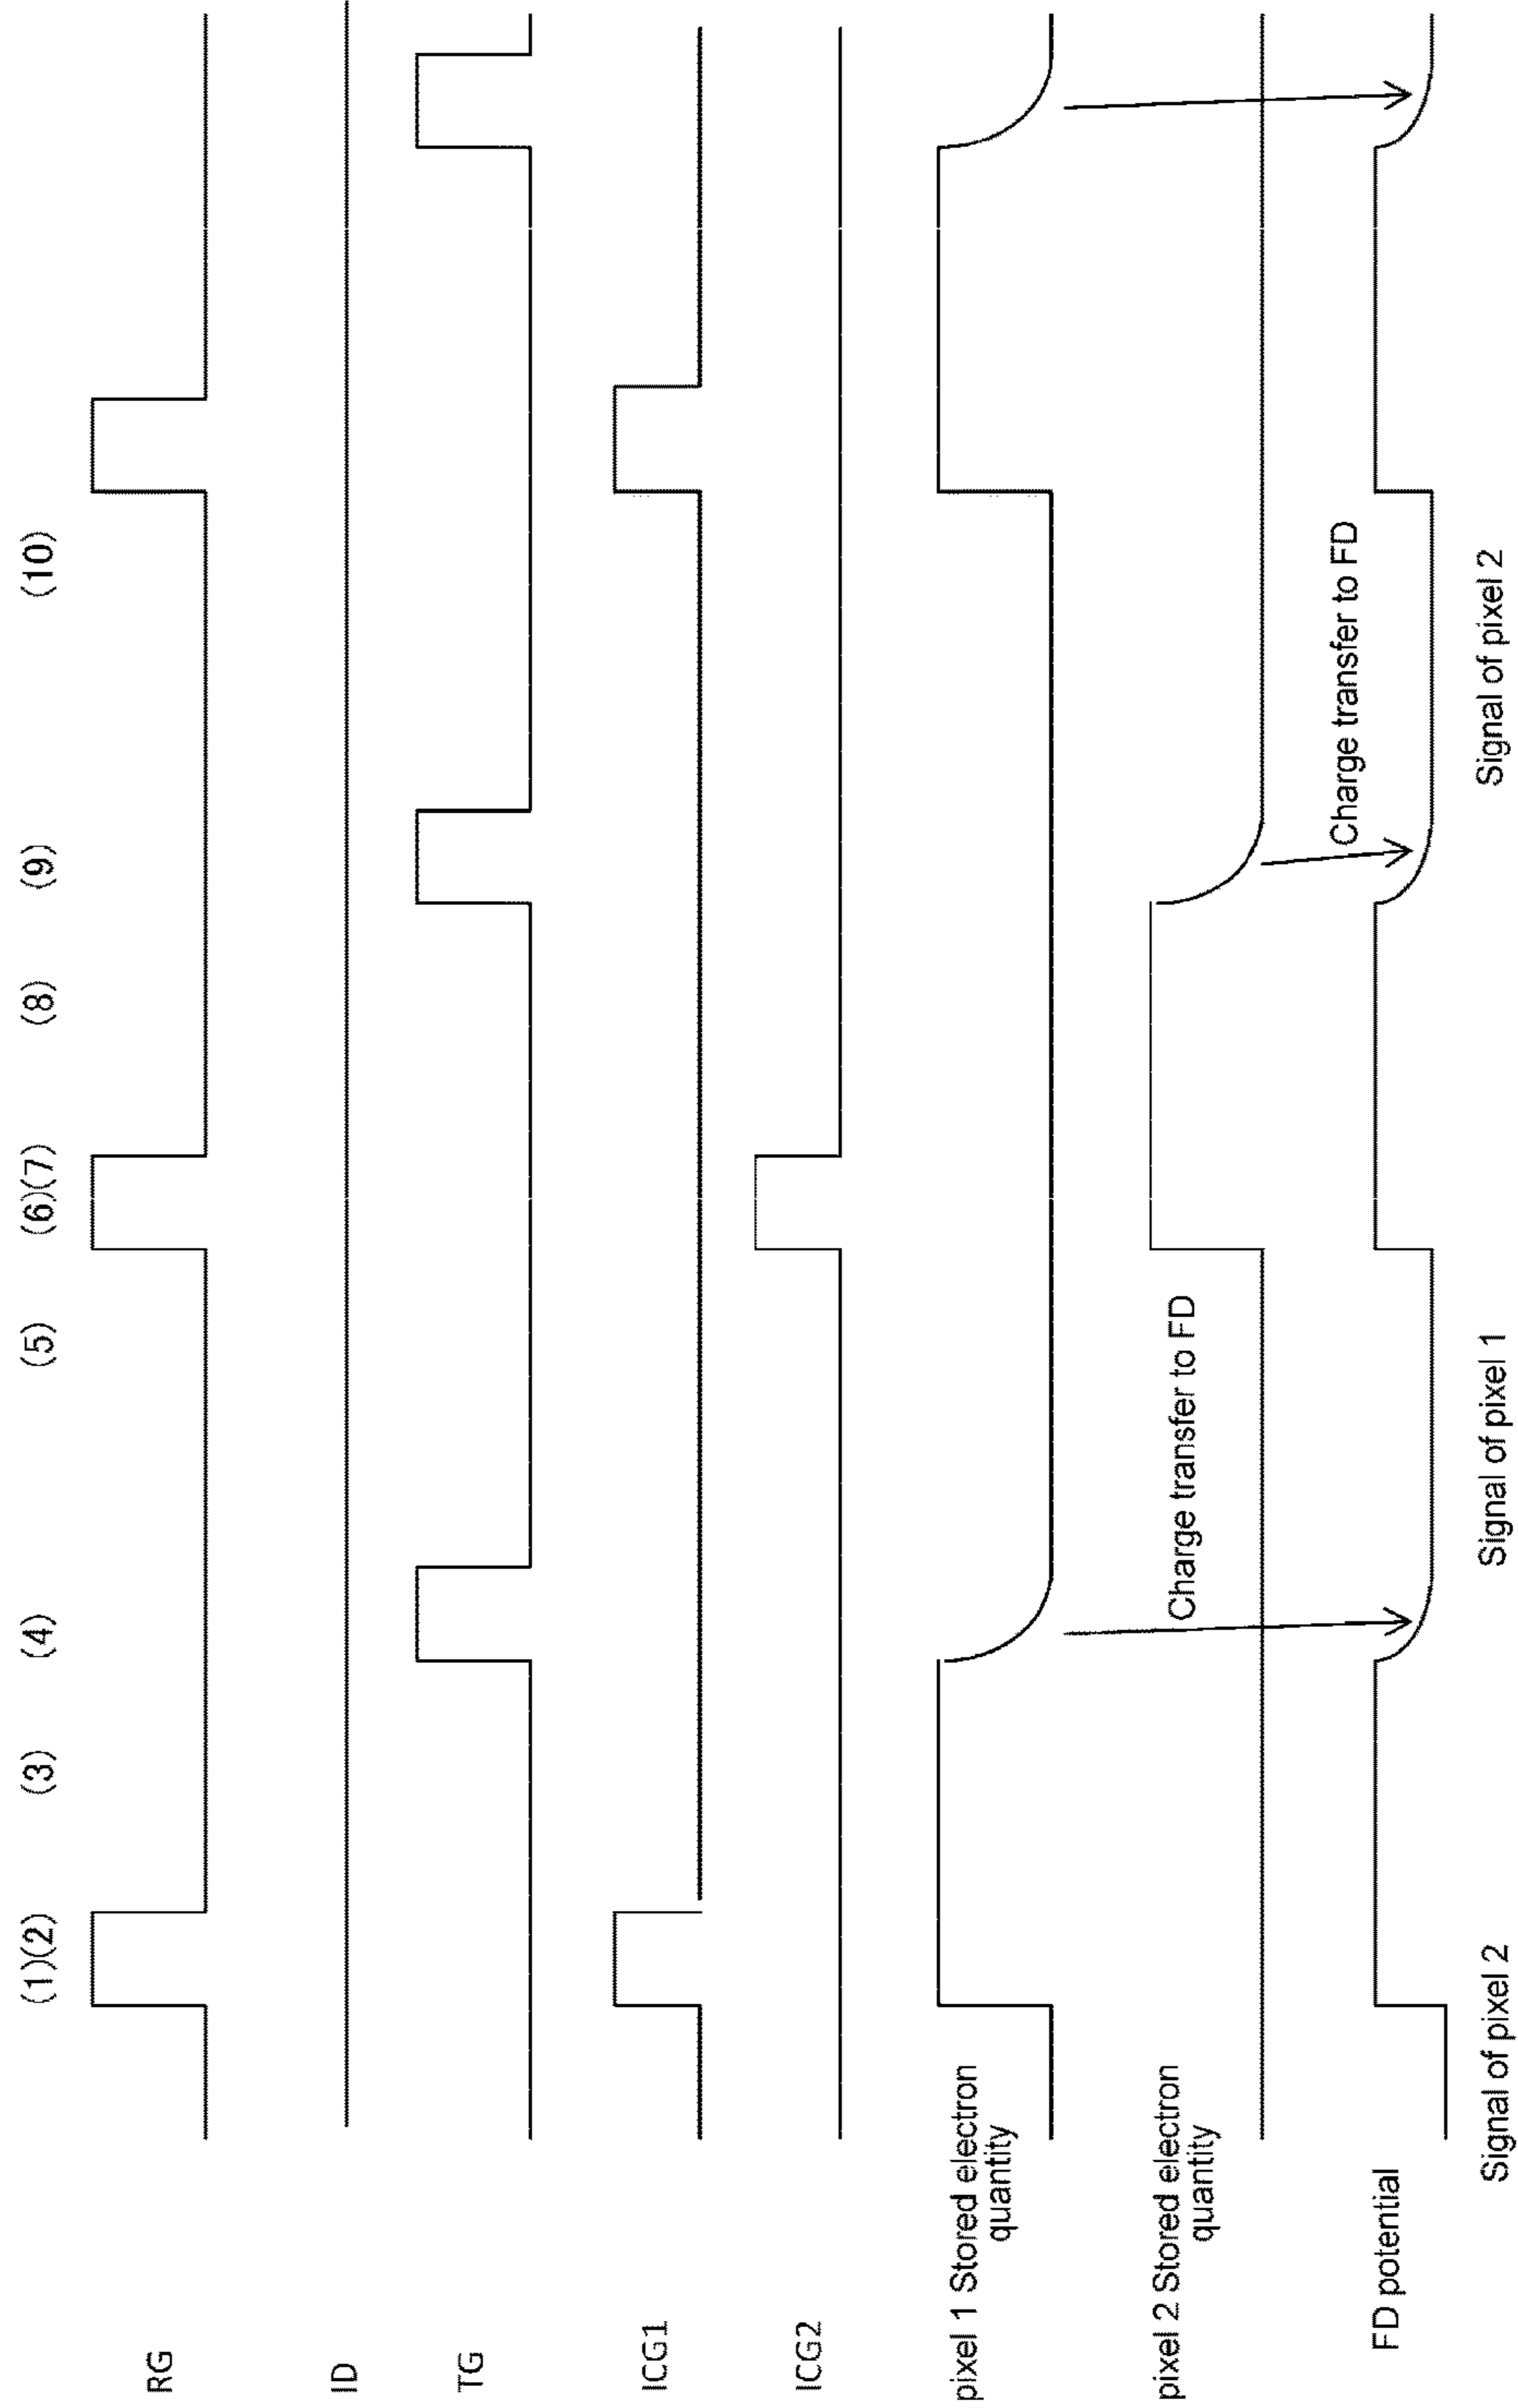 (1)(2) (3) (4) (5) (6)(7) (8) (9) (10)
RG
ID
TG
ICG1
ICG2
pixel 1 Stored electron
quantity
pixel 2 Stored electron
quantity
Charge transfer to FD
Charge transfer to FD
FD potential
Signal of pixel 2
Signal of pixel 1
Signal of pixel 2